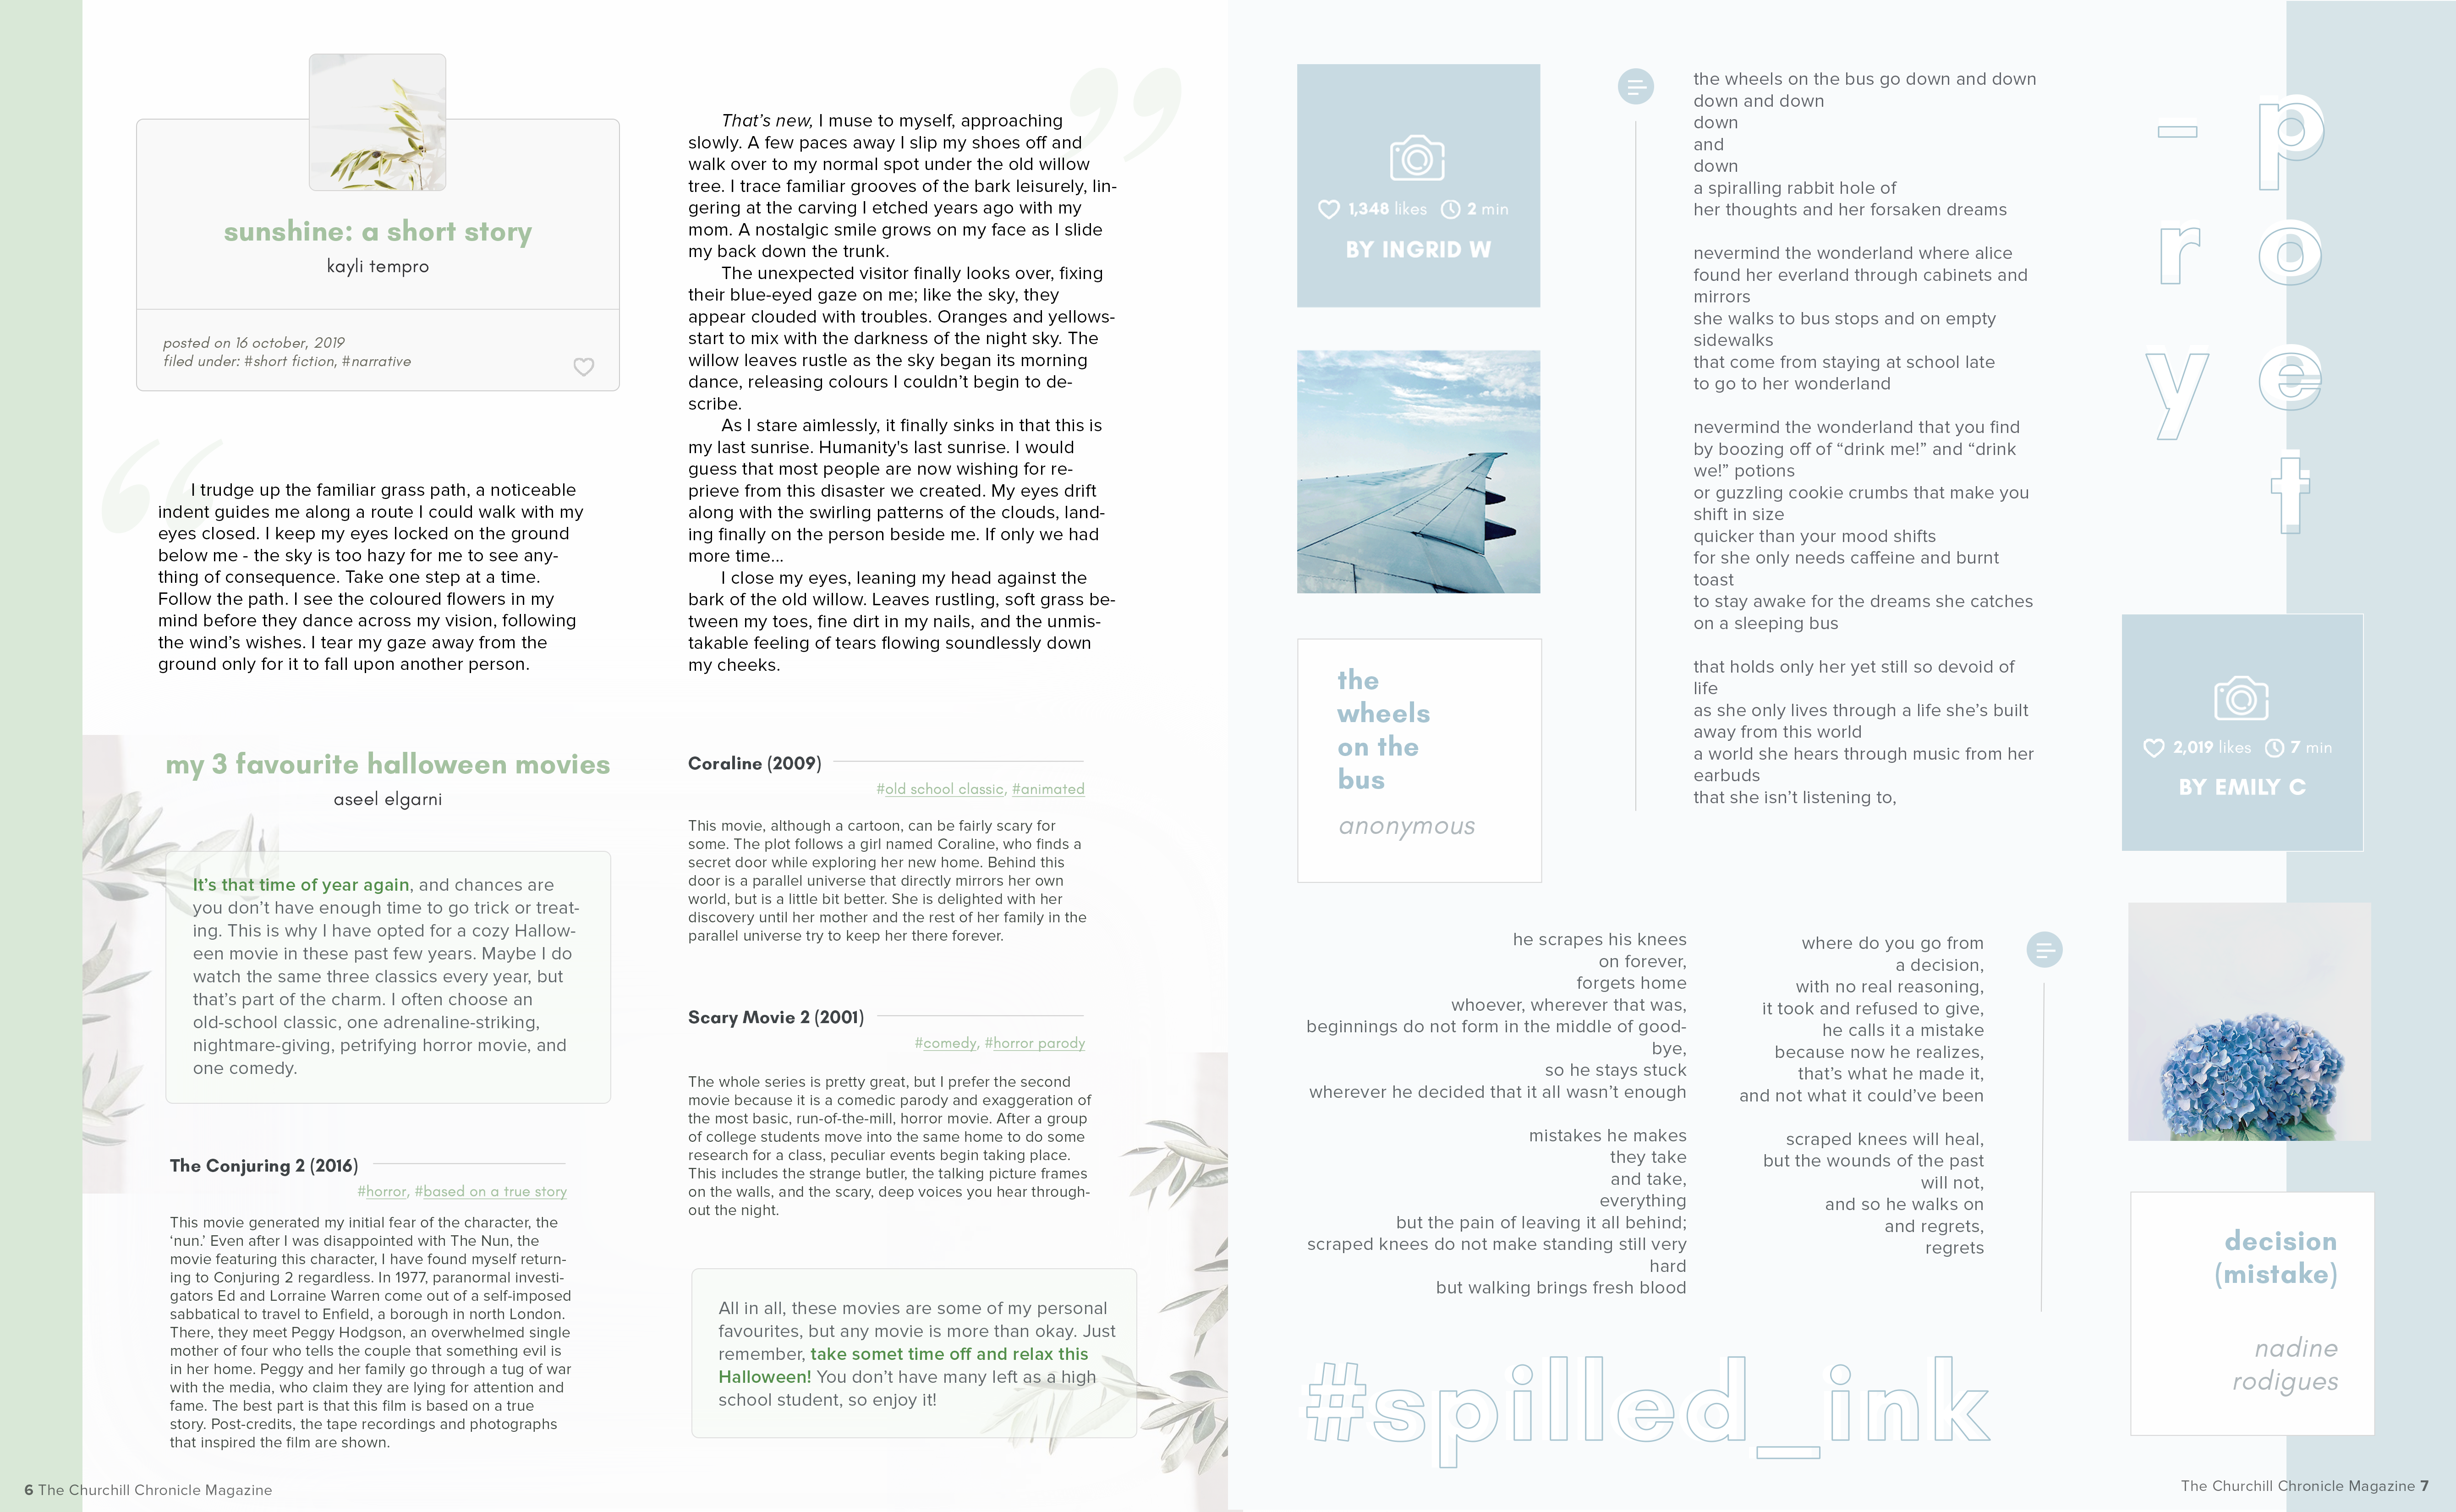 sunshine: a short story
kayli tempro
posted on 16 october, 2019
filed under: #short fiction, #narrative
“
I trudge up the familiar grass path, a noticeable
indent guides me along a route I could walk with my
eyes closed. I keep my eyes locked on the ground
below me - the sky is too hazy for me to see any-
thing of consequence. Take one step at a time.
Follow the path. I see the coloured flowers in my
mind before they dance across my vision, following
the wind’s wishes. I tear my gaze away from the
ground only for it to fall upon another person.
”
That’s new, I muse to myself, approaching
slowly. A few paces away I slip my shoes off and
walk over to my normal spot under the old willow
tree. I trace familiar grooves of the bark leisurely, lin-
gering at the carving I etched years ago with my
mom. A nostalgic smile grows on my face as I slide
my back down the trunk.
The unexpected visitor finally looks over, fixing
their blue-eyed gaze on me; like the sky, they
appear clouded with troubles. Oranges and yellows-
start to mix with the darkness of the night sky. The
willow leaves rustle as the sky began its morning
dance, releasing colours I couldn’t begin to de-
scribe.
As I stare aimlessly, it finally sinks in that this is
my last sunrise. Humanity's last sunrise. I would
guess that most people are now wishing for re-
prieve from this disaster we created. My eyes drift
along with the swirling patterns of the clouds, land-
ing finally on the person beside me. If only we had
more time...
I close my eyes, leaning my head against the
bark of the old willow. Leaves rustling, soft grass be-
tween my toes, fine dirt in my nails, and the unmis-
takable feeling of tears flowing soundlessly down
my cheeks.
my 3 favourite halloween movies
aseel elgarni
It’s that time of year again, and chances are
you don’t have enough time to go trick or treat-
ing. This is why I have opted for a cozy Hallow-
een movie in these past few years. Maybe I do
watch the same three classics every year, but
that’s part of the charm. I often choose an
old-school classic, one adrenaline-striking,
nightmare-giving, petrifying horror movie, and
one comedy.
The Conjuring 2 (2016)
#horror, #based on a true story
This movie generated my initial fear of the character, the
‘nun.’ Even after I was disappointed with The Nun, the
movie featuring this character, I have found myself return-
ing to Conjuring 2 regardless. In 1977, paranormal investi-
gators Ed and Lorraine Warren come out of a self-imposed
sabbatical to travel to Enfield, a borough in north London.
There, they meet Peggy Hodgson, an overwhelmed single
mother of four who tells the couple that something evil is
in her home. Peggy and her family go through a tug of war
with the media, who claim they are lying for attention and
fame. The best part is that this film is based on a true
story. Post-credits, the tape recordings and photographs
that inspired the film are shown.
Coraline (2009)
#old school classic, #animated
This movie, although a cartoon, can be fairly scary for
some. The plot follows a girl named Coraline, who finds a
secret door while exploring her new home. Behind this
door is a parallel universe that directly mirrors her own
world, but is a little bit better. She is delighted with her
discovery until her mother and the rest of her family in the
parallel universe try to keep her there forever.
Scary Movie 2 (2001)
#comedy, #horror parody
The whole series is pretty great, but I prefer the second
movie because it is a comedic parody and exaggeration of
the most basic, run-of-the-mill, horror movie. After a group
of college students move into the same home to do some
research for a class, peculiar events begin taking place.
This includes the strange butler, the talking picture frames
on the walls, and the scary, deep voices you hear through-
out the night.
All in all, these movies are some of my personal
favourites, but any movie is more than okay. Just
remember, take somet time off and relax this
Halloween! You don’t have many left as a high
school student, so enjoy it!
6 The Churchill Chronicle Magazine
1,348 likes 2 min
BY INGRID W
the
wheels
on the
bus
anonymous
the wheels on the bus go down and down
down and down
down
and
down
a spiralling rabbit hole of
her thoughts and her forsaken dreams
nevermind the wonderland where alice
found her everland through cabinets and
mirrors
she walks to bus stops and on empty
sidewalks
that come from staying at school late
to go to her wonderland
nevermind the wonderland that you find
by boozing off of “drink me!” and “drink
we!” potions
or guzzling cookie crumbs that make you
shift in size
quicker than your mood shifts
for she only needs caffeine and burnt
toast
to stay awake for the dreams she catches
on a sleeping bus
that holds only her yet still so devoid of
life
as she only lives through a life she’s built
away from this world
a world she hears through music from her
earbuds
that she isn’t listening to,
- p
r o
y e
t
2,019 likes 7 min
BY EMILY C
he scrapes his knees
on forever,
forgets home
whoever, wherever that was,
beginnings do not form in the middle of good-
bye,
so he stays stuck
wherever he decided that it all wasn’t enough
mistakes he makes
they take
and take,
everything
but the pain of leaving it all behind;
scraped knees do not make standing still very
hard
but walking brings fresh blood
where do you go from
a decision,
with no real reasoning,
it took and refused to give,
he calls it a mistake
because now he realizes,
that’s what he made it,
and not what it could’ve been
scraped knees will heal,
but the wounds of the past
will not,
and so he walks on
and regrets,
regrets
decision
(mistake)
nadine
rodigues
#spilled_ink
The Churchill Chronicle Magazine 7